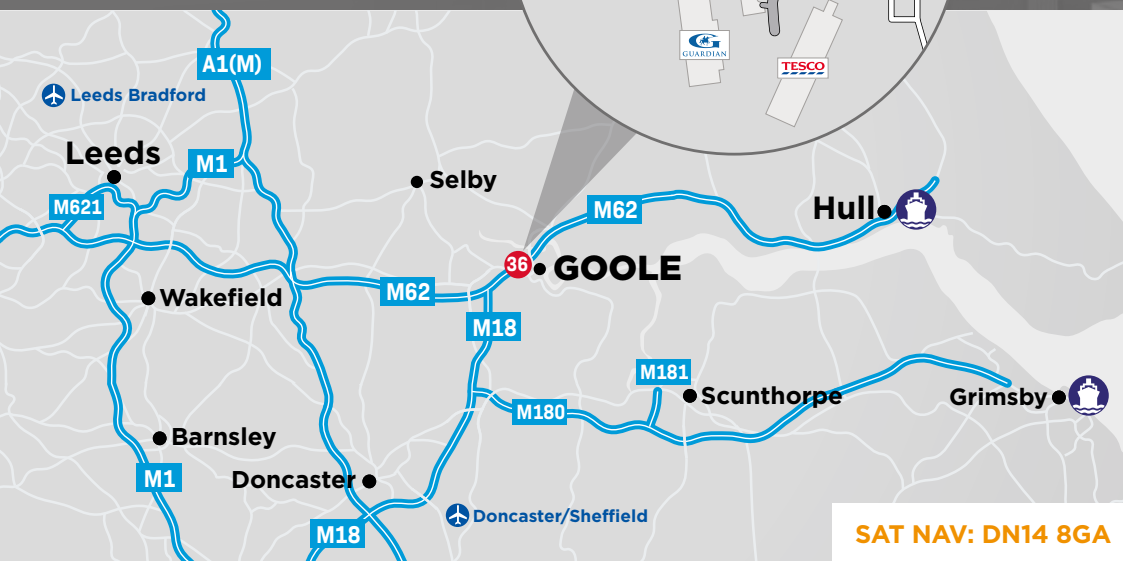 G
GUARDIAN
TESCO
A1(M)
Leeds Bradford
Leeds
M1
M621
Selby
M62
Hull
36
GOOLE
Wakefield
M62
M18
M181
Scunthorpe
M180
Grimsby
Barnsley
M1
Doncaster
Doncaster/Sheffield
M18
SAT NAV: DN14 8GA